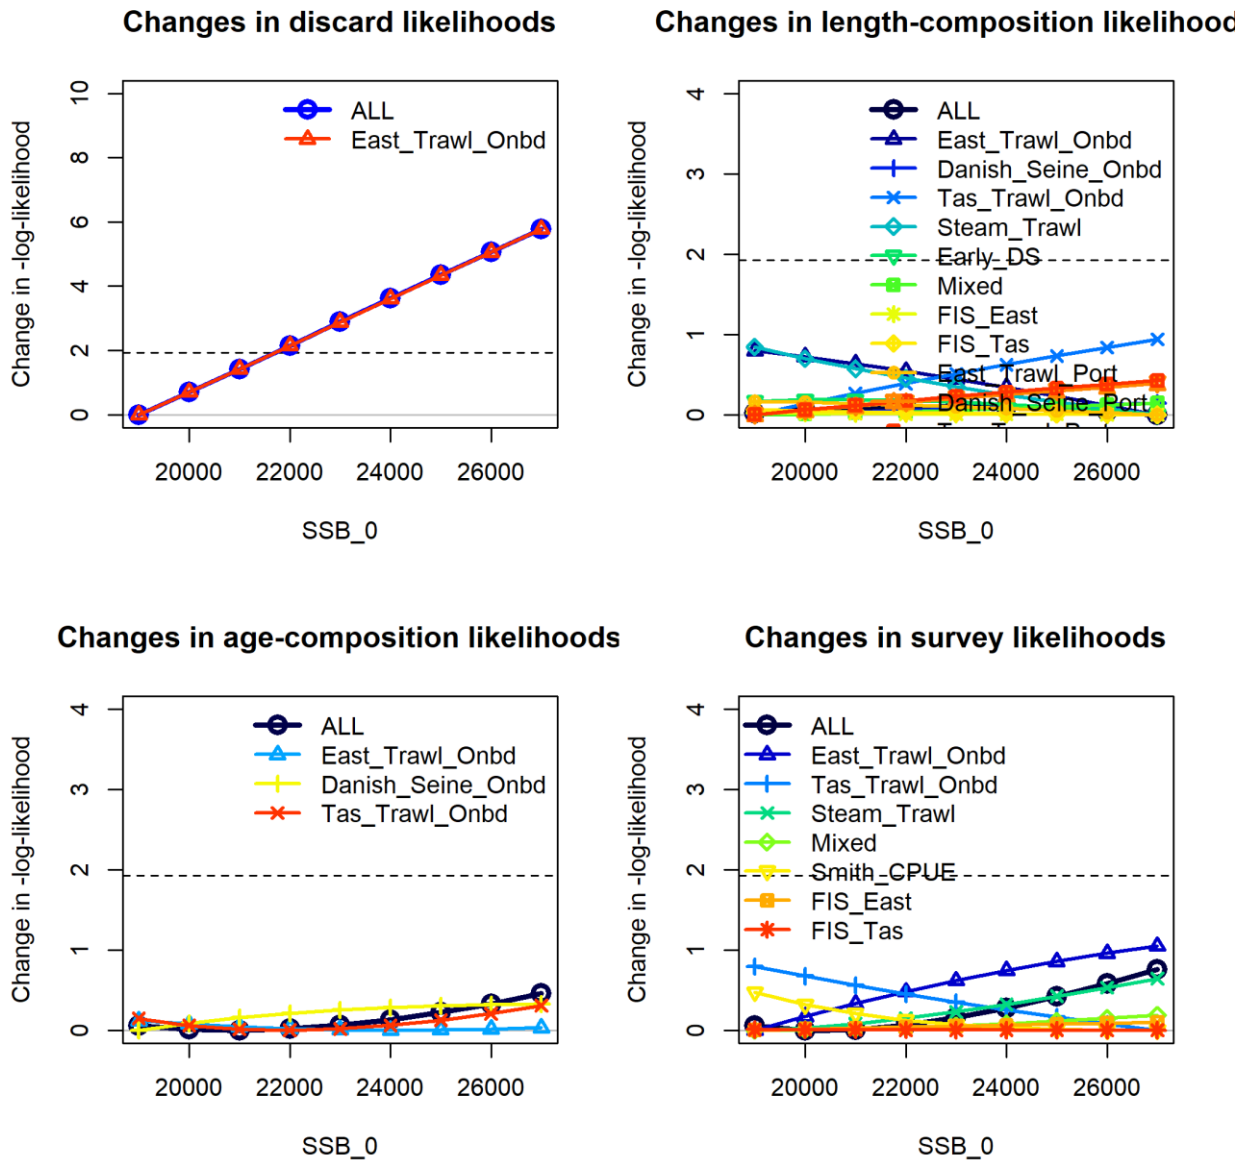 Changes in discard likelihoods
Change in -log-likelihood
10
8
6
4
2
0
ALL
East_Trawl_Onbd
20000
22000
24000
26000
SSB_0
Changes in length-composition likelihood
Change in -log-likelihood
4
3
2
1
0
ALL
East_Trawl_Onbd
Danish_Seine_Onbd
Tas_Trawl_Onbd
Steam_Trawl
Early_DS
Mixed
FIS_East
FIS_Tas
East_Trawl_Port
Danish_Seine_Port
20000
22000
24000
26000
SSB_0
Changes in age-composition likelihoods
Change in -log-likelihood
4
3
2
1
0
ALL
East_Trawl_Onbd
Danish_Seine_Onbd
Tas_Trawl_Onbd
20000
22000
24000
26000
SSB_0
Changes in survey likelihoods
Change in -log-likelihood
4
3
2
1
0
ALL
East_Trawl_Onbd
Tas_Trawl_Onbd
Steam_Trawl
Mixed
Smith_CPUE
FIS_East
FIS_Tas
20000
22000
24000
26000
SSB_0